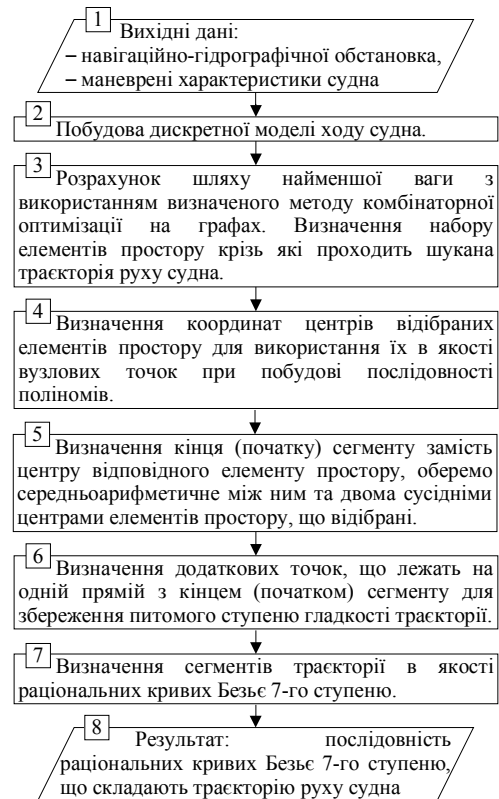 1
Вихідні дані:
– навігаційно-гідрографічної обстановка,
– маневрені характеристики судна
2
Побудова дискретної моделі ходу судна.
3
Розрахунок шляху найменшої ваги з
використанням визначеного методу комбінаторної
оптимізації на графах. Визначення набору
елементів простору крізь які проходить шукана
траєкторія руху судна.
4
Визначення координат центрів відібраних
елементів простору для використання їх в якості
вузлових точок при побудові послідовності
поліномів.
5
Визначення кінця (початку) сегменту замість
центру відповідного елементу простору, оберемо
середньоарифметичне між ним та двома сусідніми
центрами елементів простору, що відібрані.
6
Визначення додаткових точок, що лежать на
одній прямій з кінцем (початком) сегменту для
збереження питомого ступеню гладкості траєкторії.
7
Визначення сегментів траєкторії в якості
раціональних кривих Безьє 7-го ступеню.
8
Результат: послідовність
раціональних кривих Безьє 7-го ступеню,
що складають траєкторію руху судна